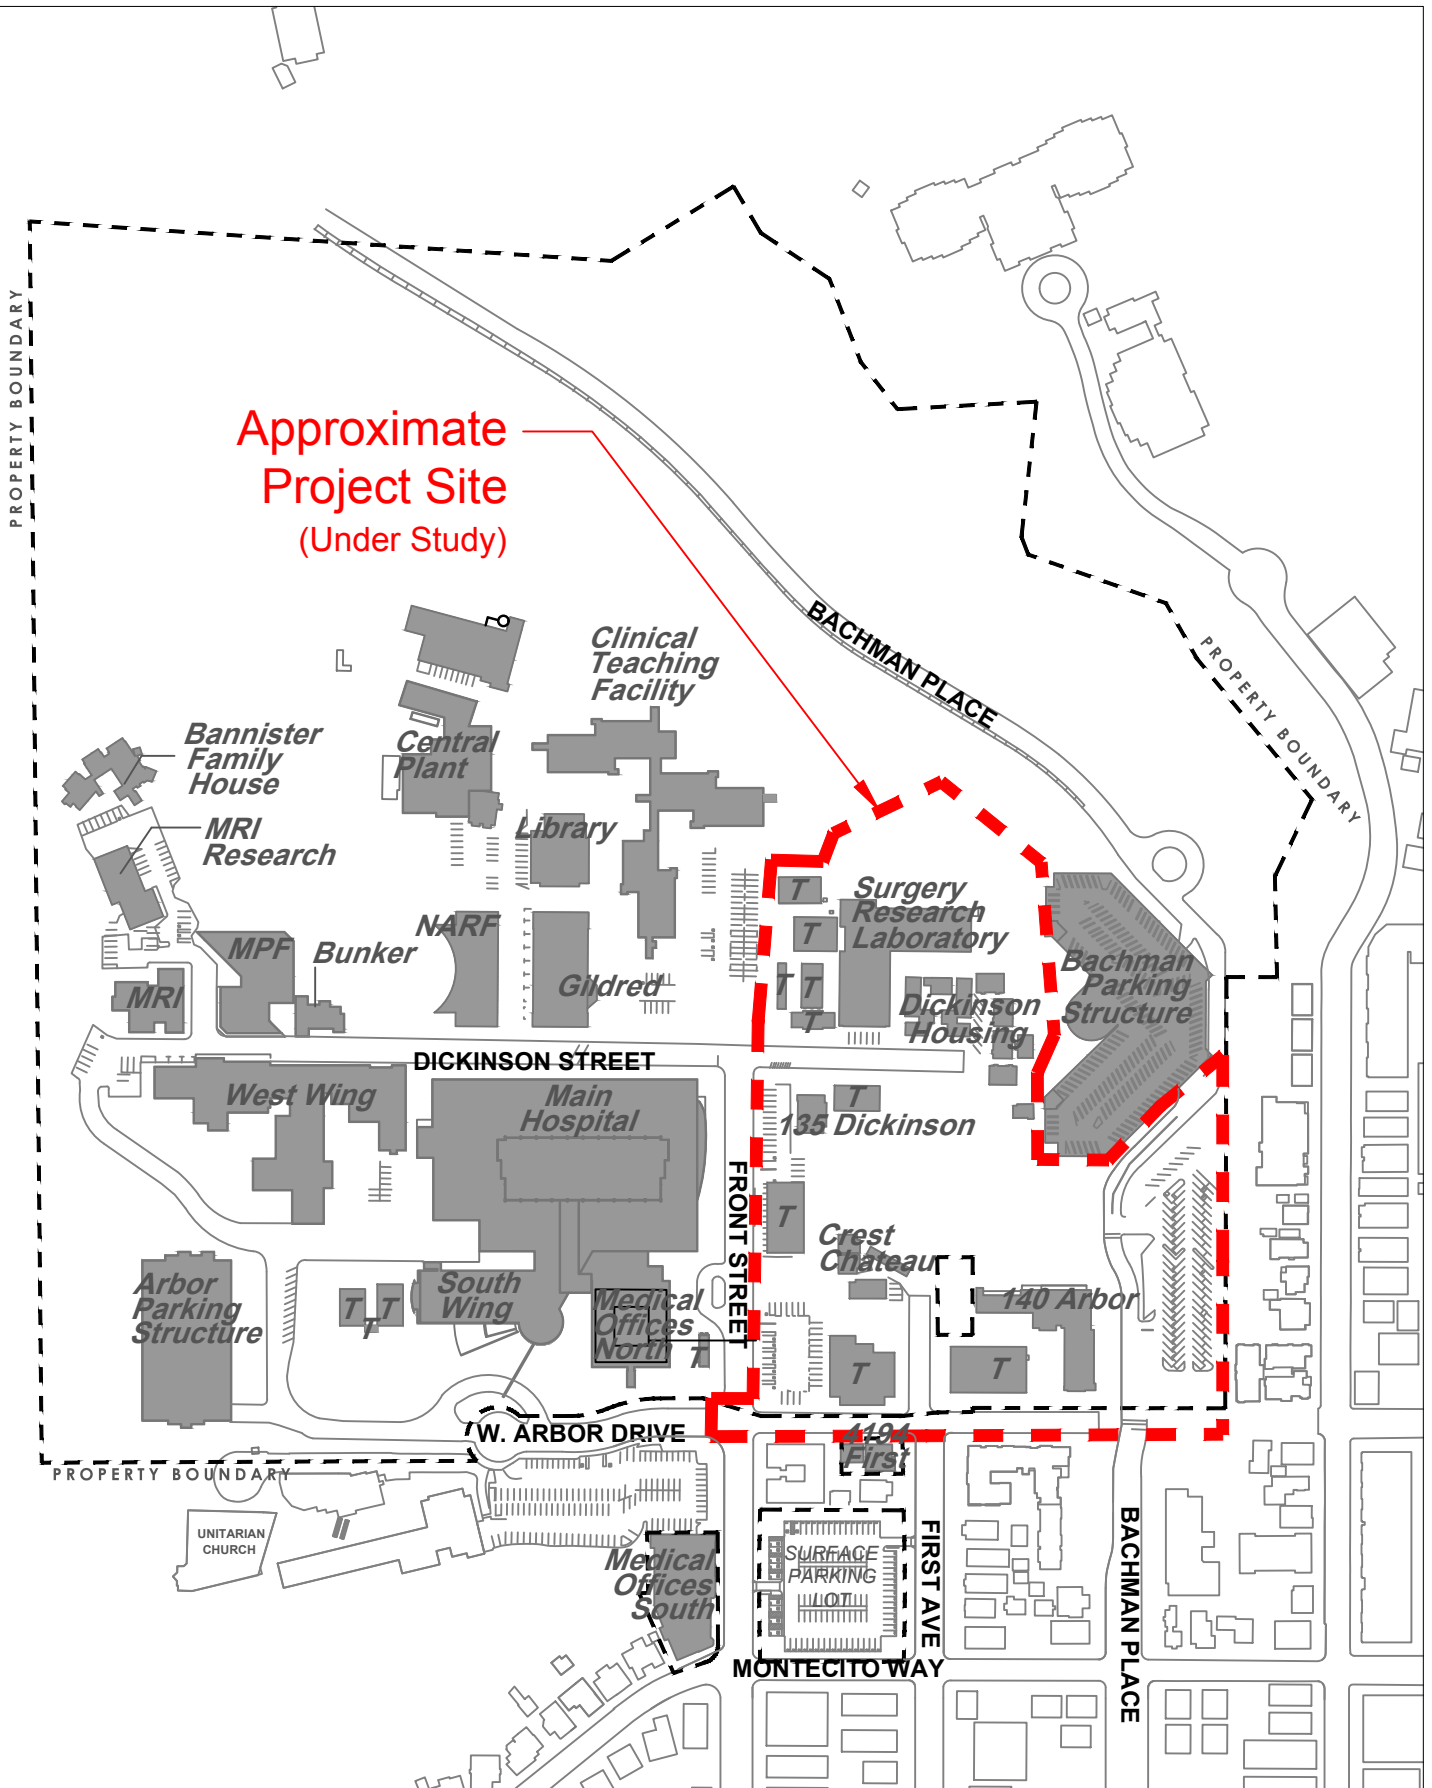 PROPERTY BOUNDARY
Approximate
Project Site
(Under Study)
BACHMAN PLACE
PROPERTY BOUNDARY
Clinical
Teaching
Facility
Bannister
Family
House
Central
Plant
MRI
Research
Library
T
Surgery
Research
Laboratory
T
NARF
MPF
Bunker
Bachman
Parking
Structure
MRI
Gildred
T
T
T
Dickinson
Housing
DICKINSON STREET
West Wing
Main
Hospital
T
135 Dickinson
FRONT STREET
T
Crest
Chateau
Arbor
Parking
Structure
T
T
T
South
Wing
Medical
Offices
North
T
140 Arbor
T
T
W. ARBOR DRIVE
4194
First
PROPERTY BOUNDARY
UNITARIAN
CHURCH
Medical
Offices
South
SURFACE
PARKING
LOT
FIRST AVE
BACHMAN PLACE
MONTECITO WAY